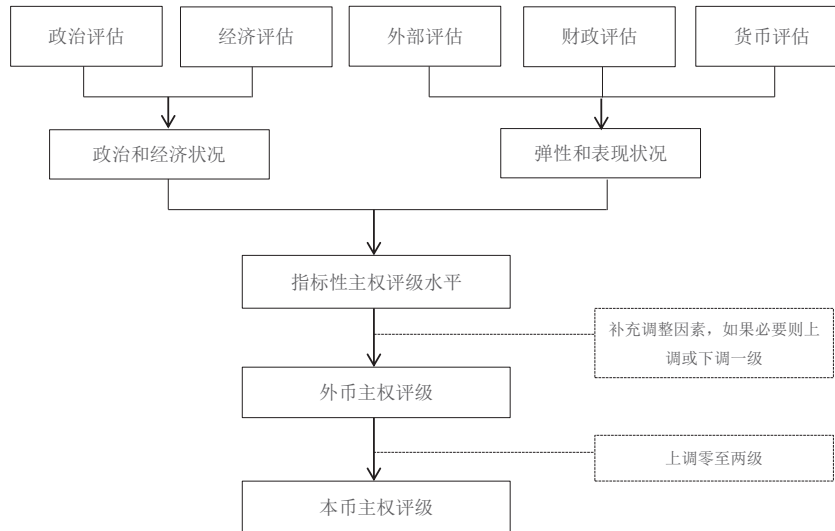 政治评估
经济评估
外部评估
财政评估
货币评估
政治和经济状况
弹性和表现状况
指标性主权评级水平
补充调整因素，如果必要则上
调或下调一级
外币主权评级
上调零至两级
本币主权评级